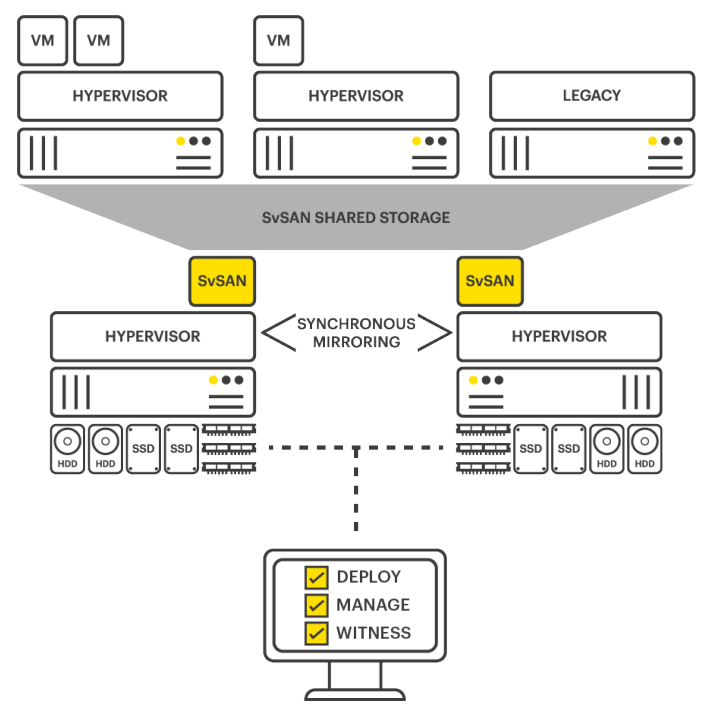 VM VM VM
HYPERVISOR HYPERVISOR LEGACY
SvSAN SHARED STORAGE
SvSAN SvSAN
HYPERVISOR SYNCHRONOUS MIRRORING HYPERVISOR
HDD HDD SSD SSD SSD SSD HDD HDD
DEPLOY
MANAGE
WITNESS